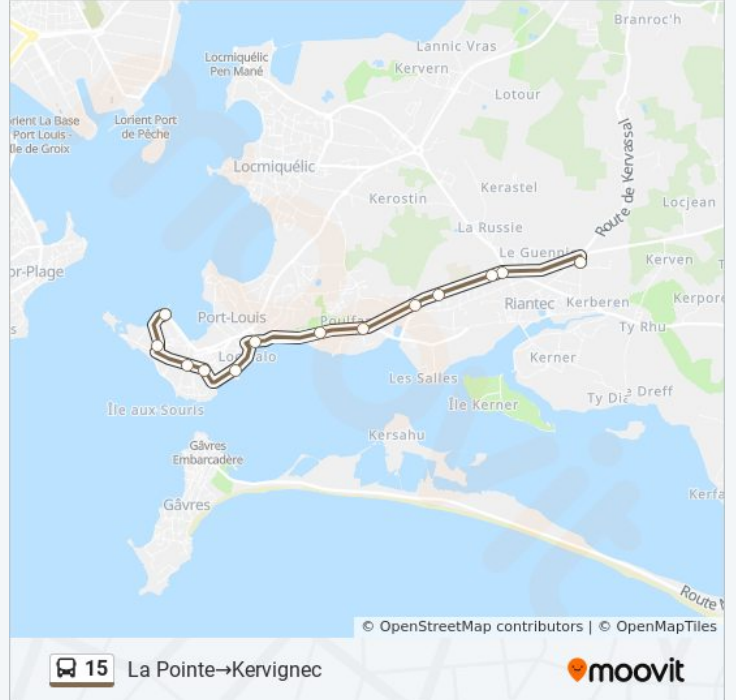 Branroc'h
Lannic Vras
Locmiquélic
Pen Mané
Kervern
Lotour
Lorient Port
de Pêche
orient La Base
Port Louis -
Île de Groix
Route de Kervassal
Locmiquélic
Kerostin
Kerastel
Locjean
La Russie
Le Guennic
Kerven
or-Plage
Port-Louis
Riantec
Kerberen
Kerpore
Ty Rhu
Kerner
Les Salles
Île Kerner
e Dreff
Île aux Souris
Kersahu
Gâvres
Embarcadère
Gâvres
Kerfa
Route
© OpenStreetMap contributors | © OpenMapTiles
15 La Pointe→Kervignec
moovit